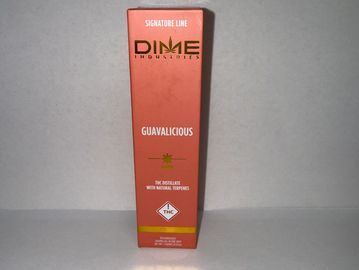 SIGNATURE LINE
DIME
INDUSTRIES
GUAVALICIOUS
THC DISTILLATE
WITH NATURAL TERPENES
!
THC